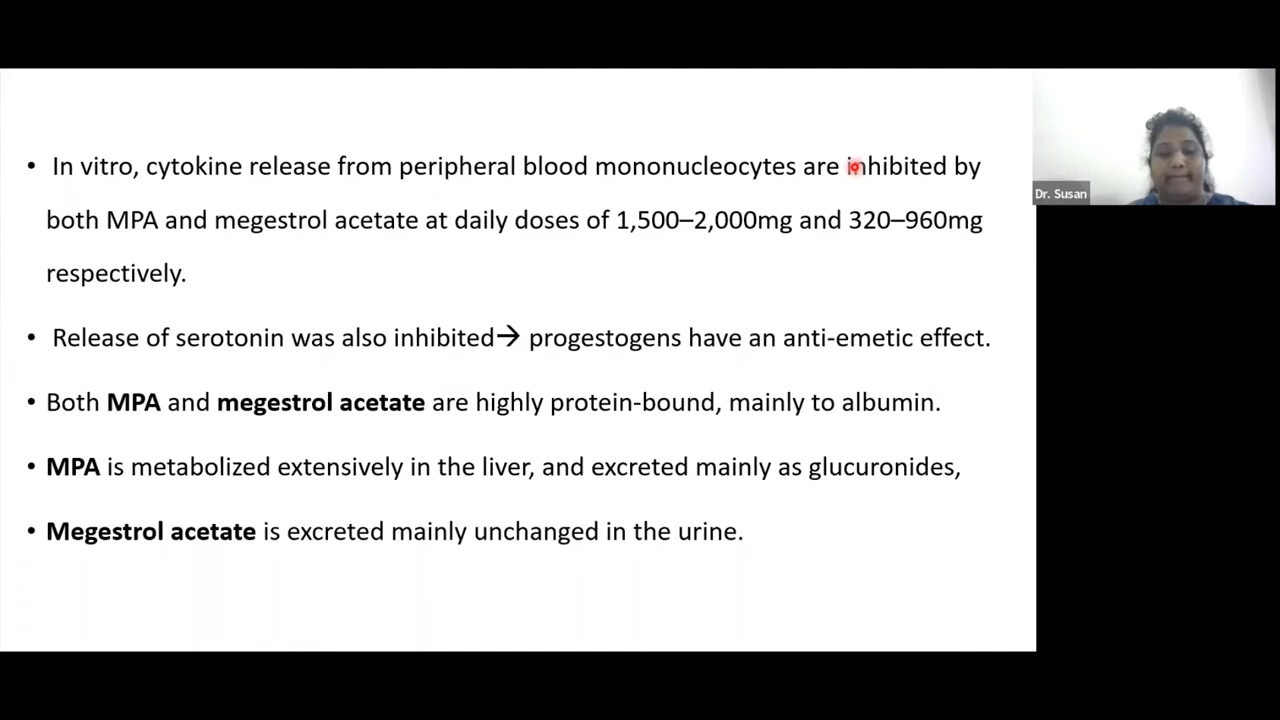 • In vitro, cytokine release from peripheral blood mononucleocytes are inhibited by
both MPA and megestrol acetate at daily doses of 1,500–2,000mg and 320–960mg
respectively.
• Release of serotonin was also inhibited→ progestogens have an anti-emetic effect.
• Both MPA and megestrol acetate are highly protein-bound, mainly to albumin.
• MPA is metabolized extensively in the liver, and excreted mainly as glucuronides,
• Megestrol acetate is excreted mainly unchanged in the urine.
Dr. Susan